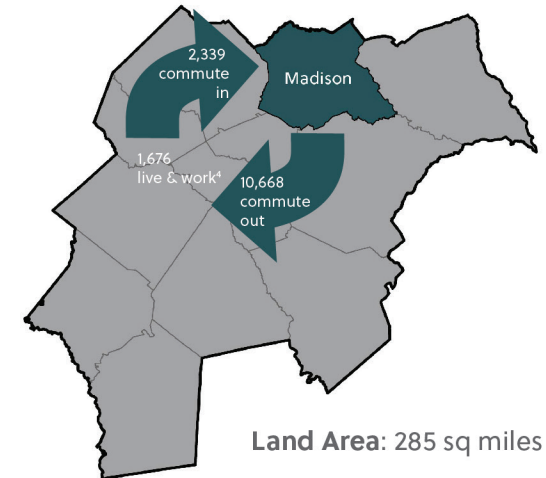 2,339
commute
in
Madison
1,676
live & work⁴
10,668
commute
out
Land Area: 285 sq miles